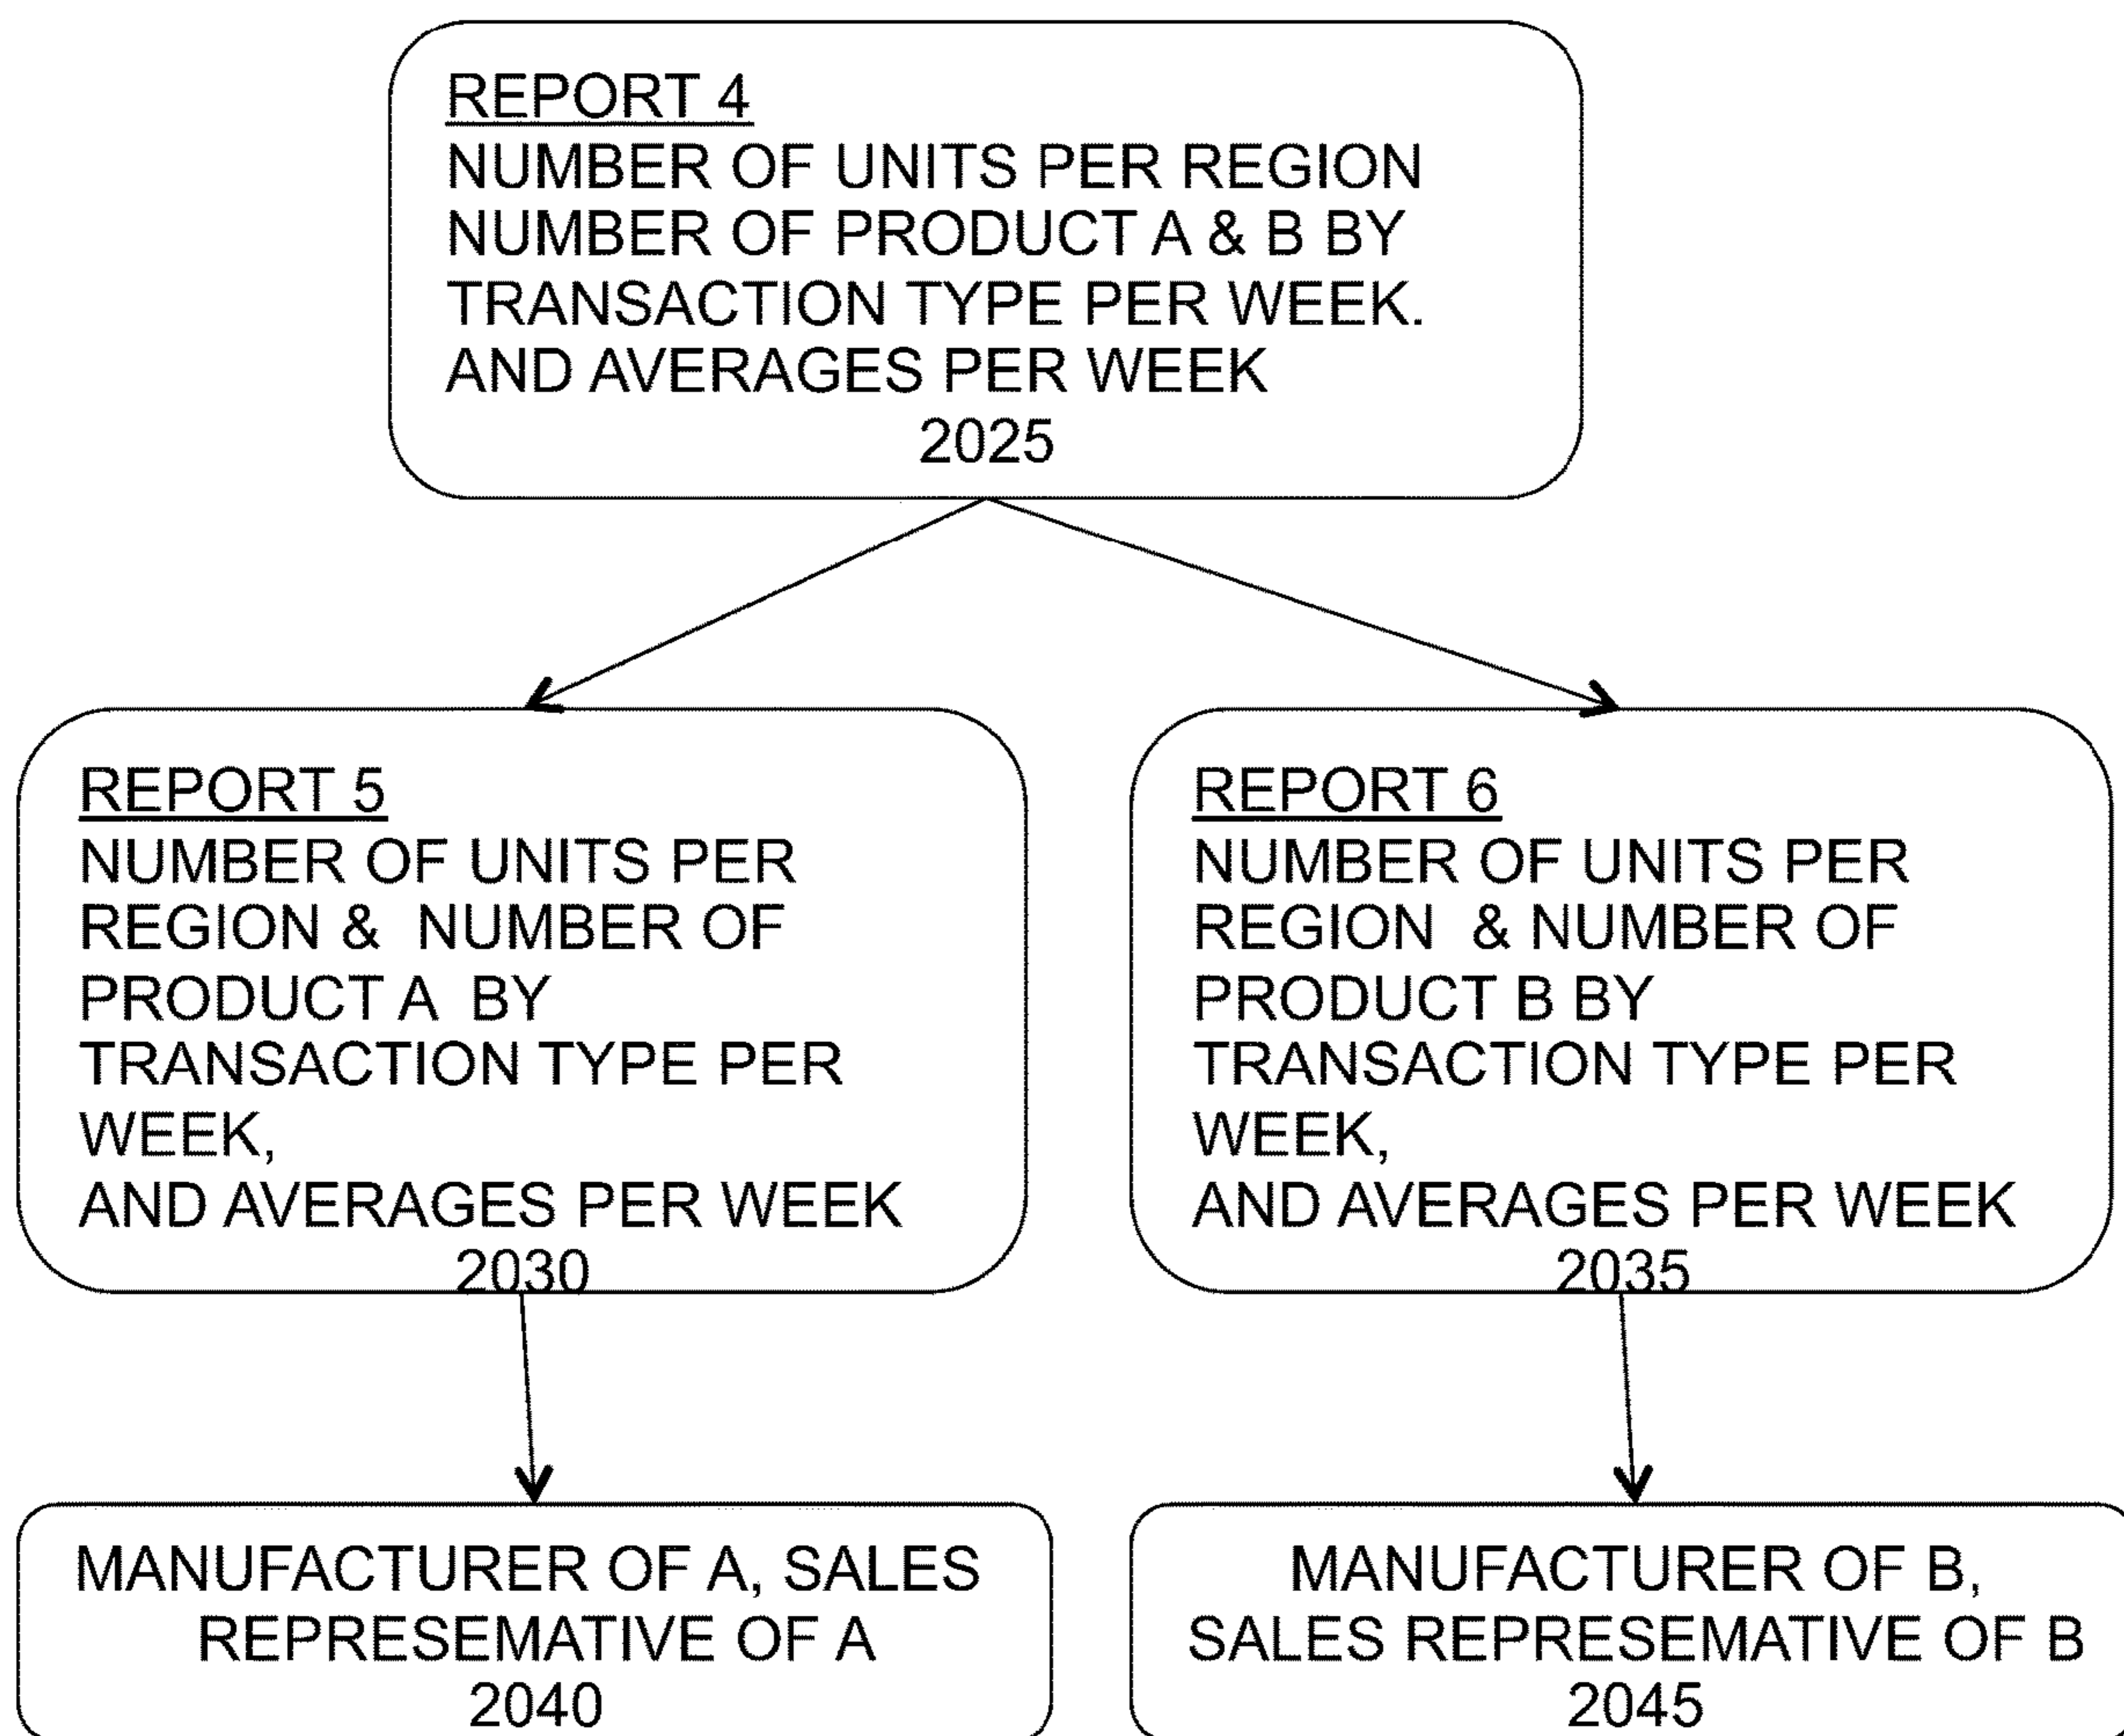 REPORT 4
NUMBER OF UNITS PER REGION
NUMBER OF PRODUCT A & B BY
TRANSACTION TYPE PER WEEK.
AND AVERAGES PER WEEK
2025
REPORT 5
NUMBER OF UNITS PER
REGION & NUMBER OF
PRODUCT A BY
TRANSACTION TYPE PER
WEEK,
AND AVERAGES PER WEEK
2030
REPORT 6
NUMBER OF UNITS PER
REGION & NUMBER OF
PRODUCT B BY
TRANSACTION TYPE PER
WEEK,
AND AVERAGES PER WEEK
2035
MANUFACTURER OF A, SALES
REPRESEMATIVE OF A
2040
MANUFACTURER OF B,
SALES REPRESEMATIVE OF B
2045